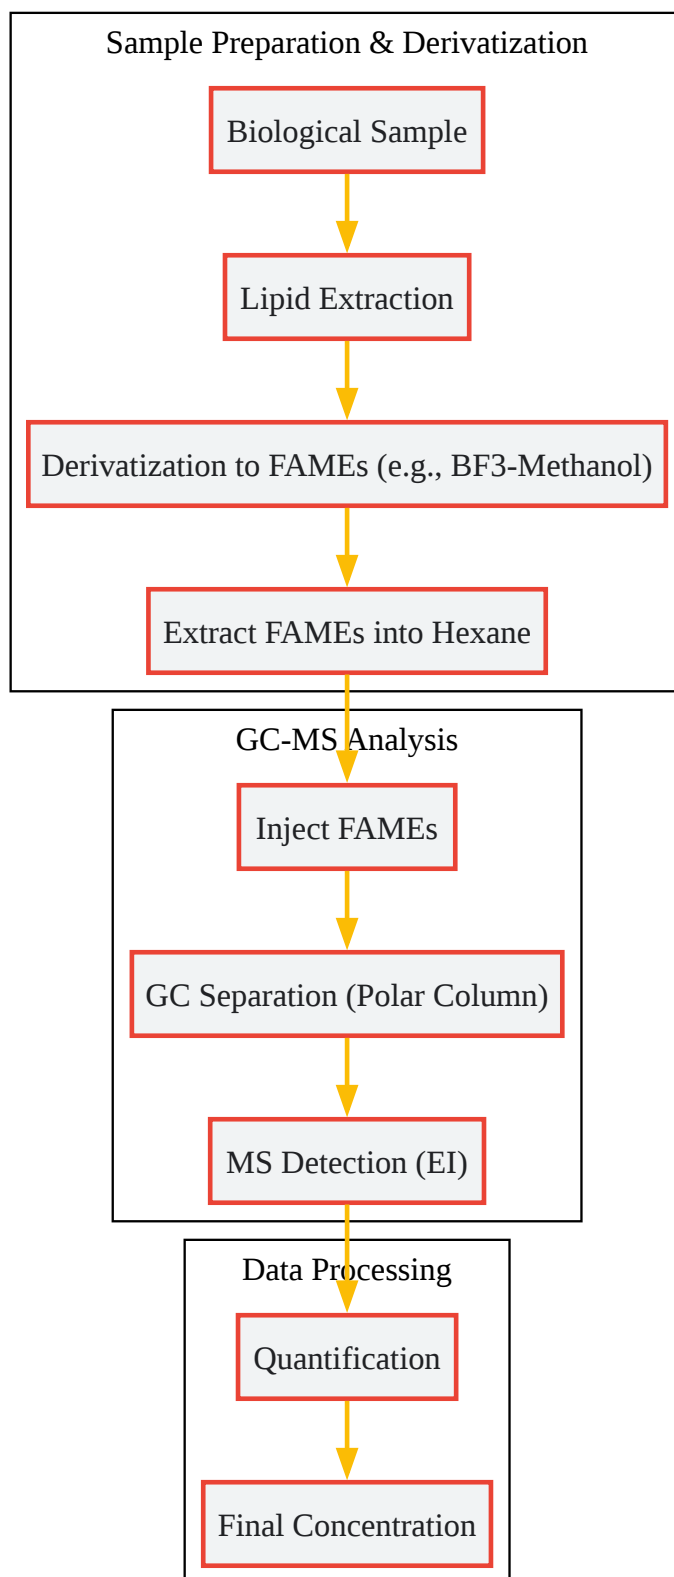 Sample Preparation & Derivatization
Biological Sample
Lipid Extraction
Derivatization to FAMEs (e.g., BF3-Methanol)
Extract FAMEs into Hexane
GC-MS Analysis
Inject FAMEs
GC Separation (Polar Column)
MS Detection (EI)
Data Processing
Quantification
Final Concentration